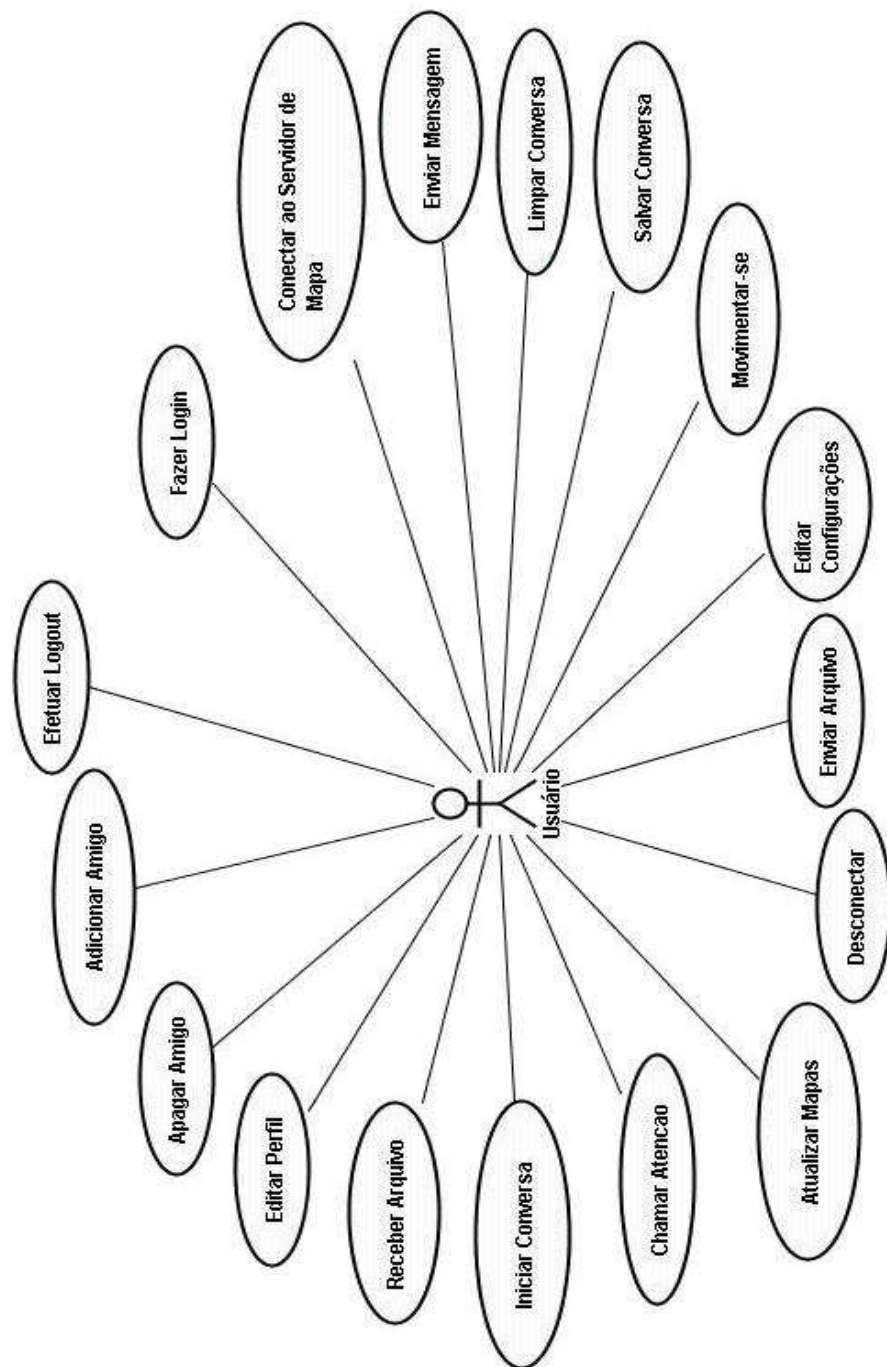 Efetuar Logout
Adicionar Amigo
Fazer Login
Apagar Amigo
Conectar ao Servidor de
Mapa
Editar Perfil
Enviar Mensagem
Receber Arquivo
Usuário
Limpar Conversa
Iniciar Conversa
Salvar Conversa
Chamar Atencao
Movimentar-se
Editar
Configurações
Atualizar Mapas
Enviar Arquivo
Desconectar